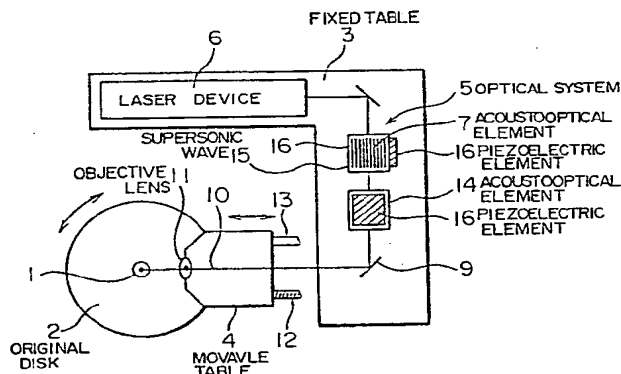 FIXED TABLE
3
6
LASER DEVICE
5 OPTICAL SYSTEM
7 ACOUSTOOPTICAL
ELEMENT
SUPERSONIC
WAVE 15
16
16 PIEZOELECTRIC
ELEMENT
14 ACOUSTOOPTICAL
ELEMENT
16 PIEZOELECTRIC
ELEMENT
OBJECTIVE
LENS
11
10
13
1
9
2
ORIGINAL
DISK
4
MOVAVLE
TABLE
12